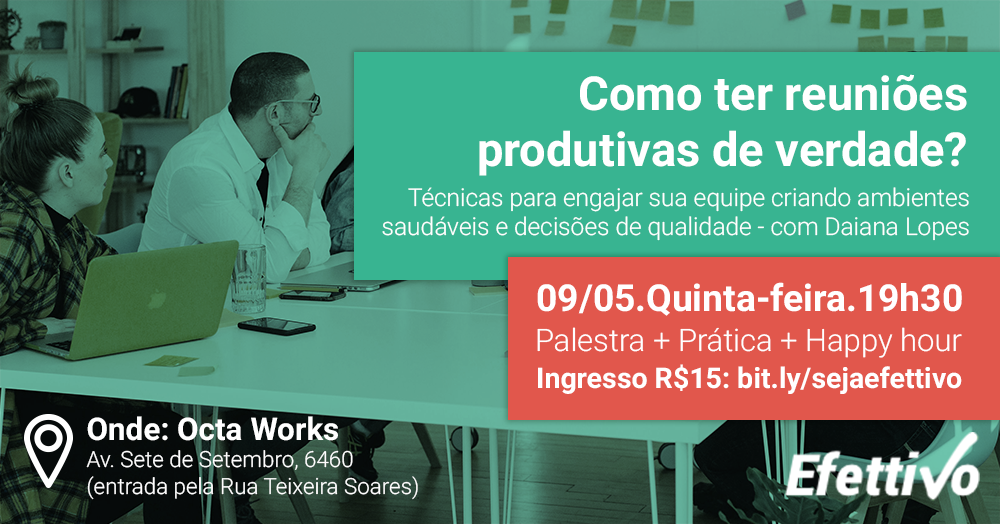 Como ter reuniões
produtivas de verdade?
Técnicas para engajar sua equipe criando ambientes
saudáveis e decisões de qualidade - com Daiana Lopes
09/05.Quinta-feira.19h30
Palestra + Prática + Happy hour
Ingresso R$15: bit.ly/sejaefettivo
Onde: Octa Works
Av. Sete de Setembro, 6460
(entrada pela Rua Teixeira Soares)
Efettivo